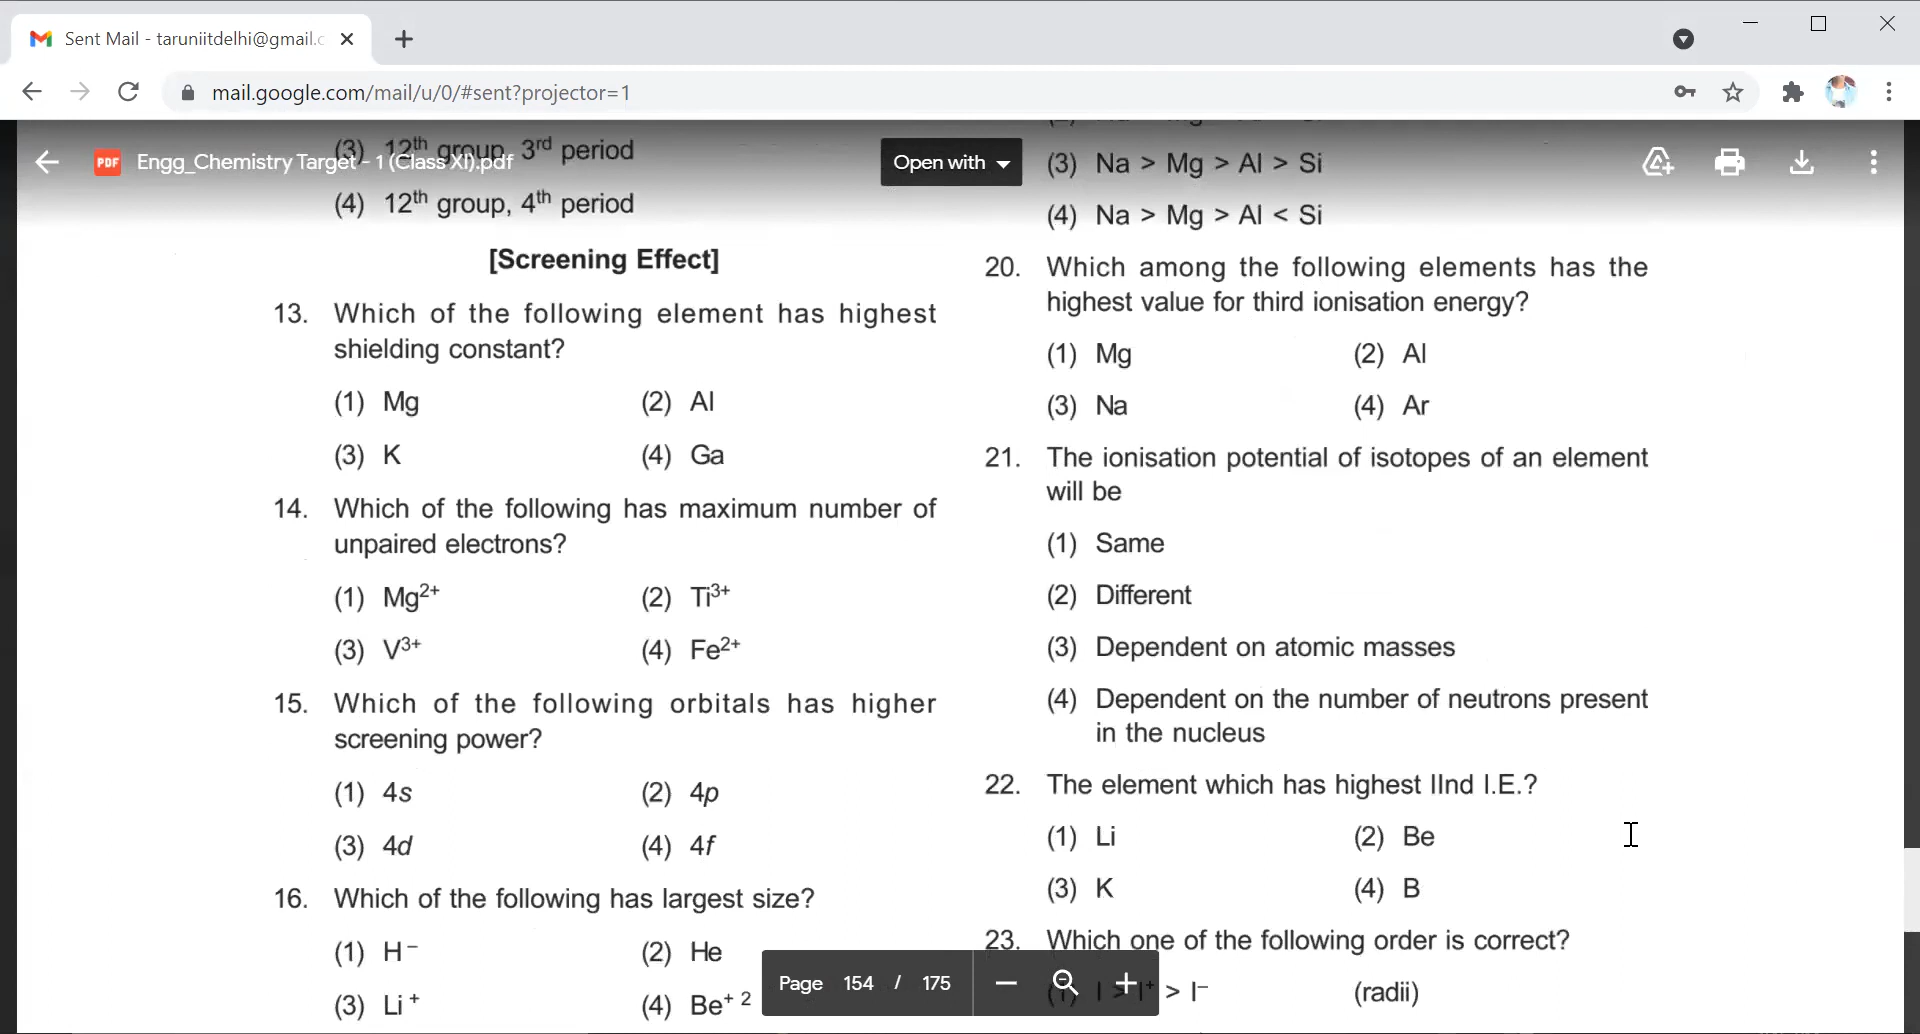 Sent Mail - taruniitdelhi@gmail.c
mail.google.com/mail/u/0/#sent?projector=1
PDF Engg_Chemistry Target - 1 (Class XI).pdf
Open with
(3) 12th group, 3rd period
(4) 12th group, 4th period
[Screening Effect]
13. Which of the following element has highest
shielding constant?
(1) Mg (2) Al
(3) K (4) Ga
14. Which of the following has maximum number of
unpaired electrons?
(1) Mg2+ (2) Ti3+
(3) V3+ (4) Fe2+
15. Which of the following orbitals has higher
screening power?
(1) 4s (2) 4p
(3) 4d (4) 4f
16. Which of the following has largest size?
(1) H– (2) He
(3) Li+ (4) Be+2
(3) Na > Mg > Al > Si
(4) Na > Mg > Al < Si
20. Which among the following elements has the
highest value for third ionisation energy?
(1) Mg (2) Al
(3) Na (4) Ar
21. The ionisation potential of isotopes of an element
will be
(1) Same
(2) Different
(3) Dependent on atomic masses
(4) Dependent on the number of neutrons present
in the nucleus
22. The element which has highest IInd I.E.?
(1) Li (2) Be
(3) K (4) B
23. Which one of the following order is correct?
(1) I > I+ > I– (radii)
Page 154 / 175